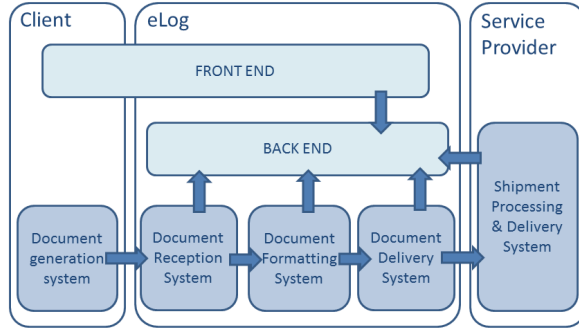 Client
eLog
Service
Provider
FRONT END
BACK END
Document
generation
system
Document
Reception
System
Document
Formatting
System
Document
Delivery
System
Shipment
Processing
& Delivery
System